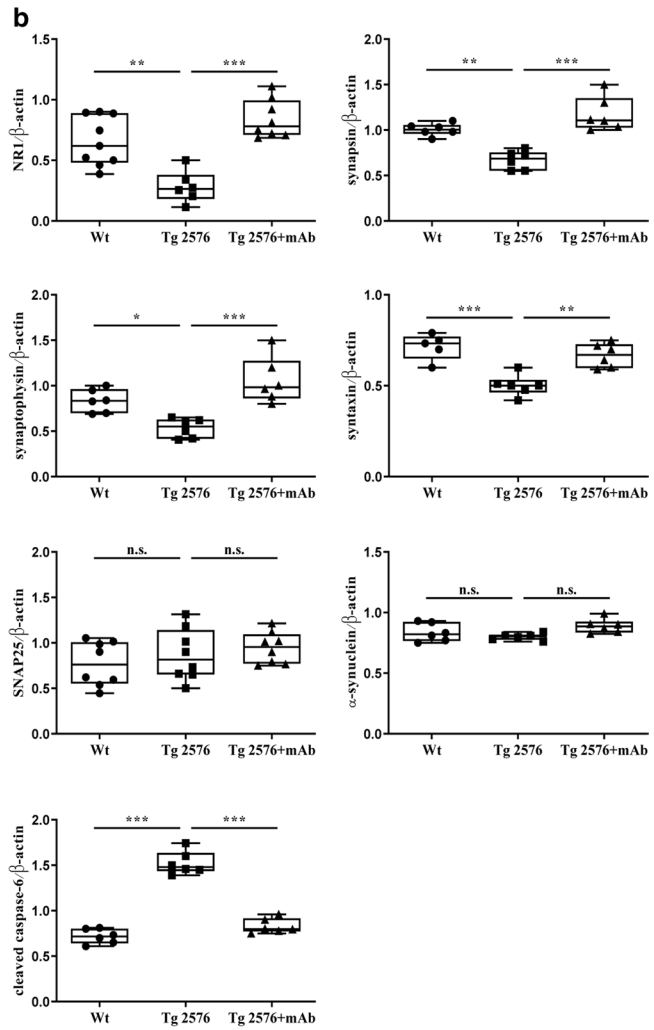 b
NR1/β-actin
1.5
1.0
0.5
0.0
** ***
Wt Tg 2576 Tg 2576+mAb
synapsin/β-actin
2.0
1.5
1.0
0.5
0.0
** ***
Wt Tg 2576 Tg 2576+mAb
synaptophysin/β-actin
2.0
1.5
1.0
0.5
0.0
* ***
Wt Tg 2576 Tg 2576+mAb
syntaxin/β-actin
1.0
0.5
0.0
*** **
Wt Tg 2576 Tg 2576+mAb
SNAP25/β-actin
2.0
1.5
1.0
0.5
0.0
n.s. n.s.
Wt Tg 2576 Tg 2576+mAb
α-synuclein/β-actin
1.5
1.0
0.5
0.0
n.s. n.s.
Wt Tg 2576 Tg 2576+mAb
cleaved caspase-6/β-actin
2.0
1.5
1.0
0.5
0.0
*** ***
Wt Tg 2576 Tg 2576+mAb